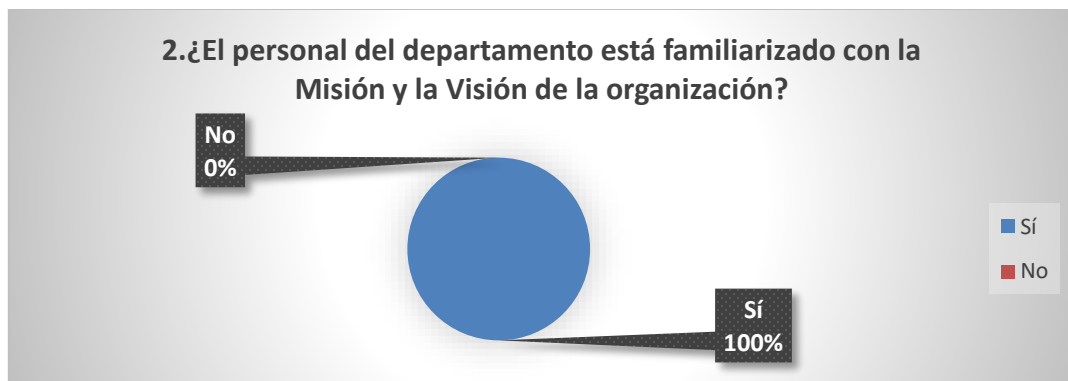 2.¿El personal del departamento está familiarizado con la
Misión y la Visión de la organización?
No
0%
Sí
No
Sí
100%